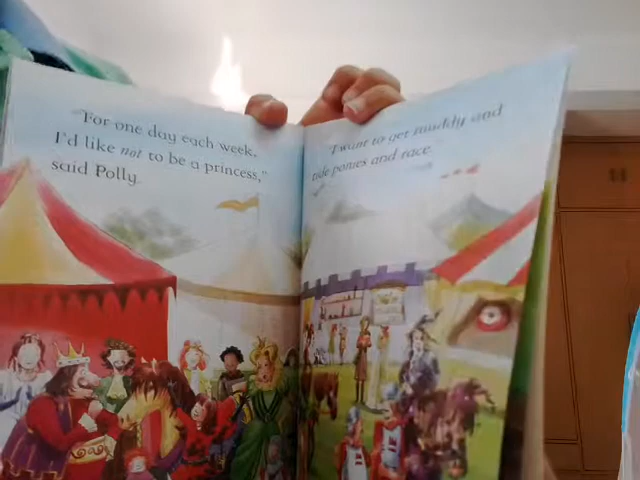 "For one day each week,
I'd like not to be a princess,"
said Polly.
"I want to get muddy and
ride ponies and race."